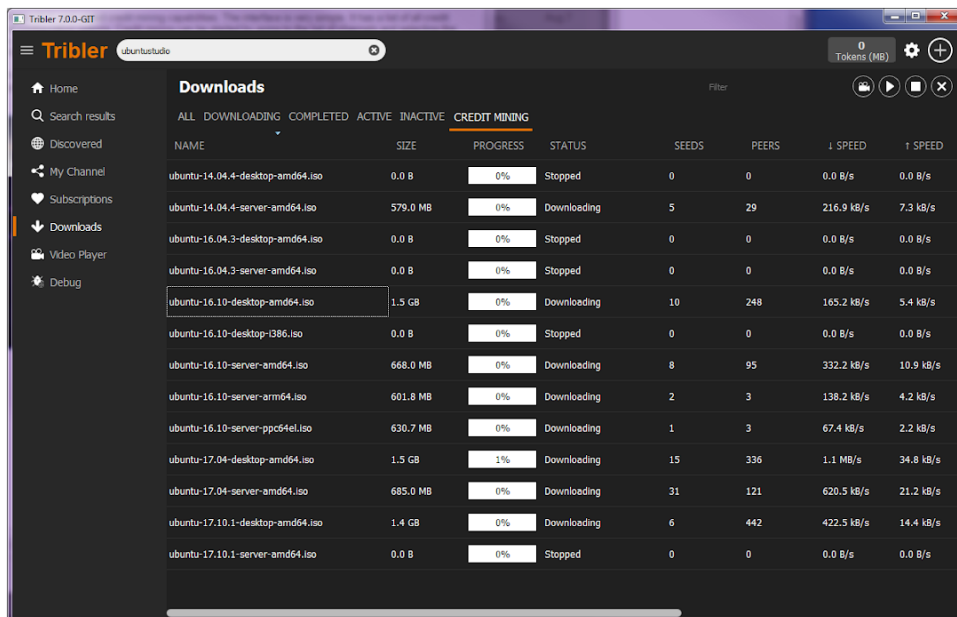 Tribler 7.0.0-GIT
Tribler
ubuntustudio
0
Tokens (MB)
Home
Search results
Discovered
My Channel
Subscriptions
Downloads
Video Player
Debug
Downloads
Filter
ALL DOWNLOADING COMPLETED ACTIVE INACTIVE CREDIT MINING
NAME SIZE PROGRESS STATUS SEEDS PEERS ↓ SPEED ↑ SPEED
ubuntu-14.04.4-desktop-amd64.iso 0.0 B 0% Stopped 0 0 0.0 B/s 0.0 B/s
ubuntu-14.04.4-server-amd64.iso 579.0 MB 0% Downloading 5 29 216.9 kB/s 7.3 kB/s
ubuntu-16.04.3-desktop-amd64.iso 0.0 B 0% Stopped 0 0 0.0 B/s 0.0 B/s
ubuntu-16.04.3-server-amd64.iso 0.0 B 0% Stopped 0 0 0.0 B/s 0.0 B/s
ubuntu-16.10-desktop-amd64.iso 1.5 GB 0% Downloading 10 248 165.2 kB/s 5.4 kB/s
ubuntu-16.10-desktop-i386.iso 0.0 B 0% Stopped 0 0 0.0 B/s 0.0 B/s
ubuntu-16.10-server-amd64.iso 668.0 MB 0% Downloading 8 95 332.2 kB/s 10.9 kB/s
ubuntu-16.10-server-arm64.iso 601.8 MB 0% Downloading 2 3 138.2 kB/s 4.2 kB/s
ubuntu-16.10-server-ppc64el.iso 630.7 MB 0% Downloading 1 3 67.4 kB/s 2.2 kB/s
ubuntu-17.04-desktop-amd64.iso 1.5 GB 1% Downloading 15 336 1.1 MB/s 34.8 kB/s
ubuntu-17.04-server-amd64.iso 685.0 MB 0% Downloading 31 121 620.5 kB/s 21.2 kB/s
ubuntu-17.10.1-desktop-amd64.iso 1.4 GB 0% Downloading 6 442 422.5 kB/s 14.4 kB/s
ubuntu-17.10.1-server-amd64.iso 0.0 B 0% Stopped 0 0 0.0 B/s 0.0 B/s